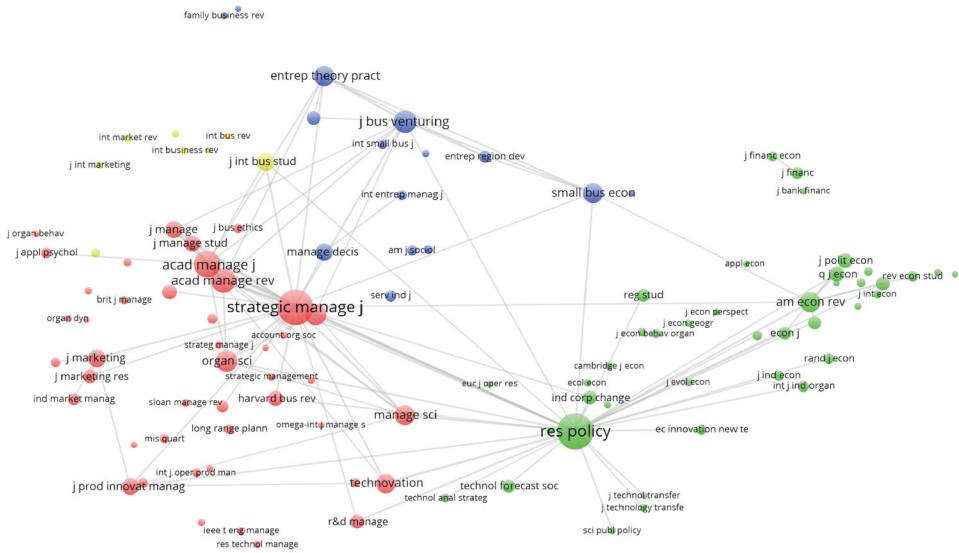 family business rev
entrep theory pract
j bus venturing
int market rev
int bus rev
int business rev
j int marketing
j int bus stud
int small bus j
entrep region dev
j financ econ
j financ
j bank financ
int entrep manag j
small bus econ
j organ behav
j appl psychol
j manage
j bus ethics
j manage stud
acad manage j
acad manage rev
manage decis
am j sociol
appl econ
j polit econ
q j econ
rev econ stud
j int econ
am econ rev
brit j manage
strategic manage j
serv ind j
reg stud
j econ perspect
j econ geogr
j econ behav organ
econ j
organ dyn
account org soc
strateg manage j
organ sci
j marketing
j marketing res
strategic management
ind market manag
sloan manage rev
harvard bus rev
cambridge j econ
rand j econ
j ind econ
int j ind organ
j evol econ
eur j oper res
ecol econ
ind corp change
manage sci
long range plann
omega-int j manage s
mis quart
res policy
ec innovation new te
int j oper prod man
j prod innovat manag
technovation
technol forecast soc
technol anal strateg
j technol transfer
j technology transfe
r&d manage
sci publ policy
ieee t eng manage
res technol manage